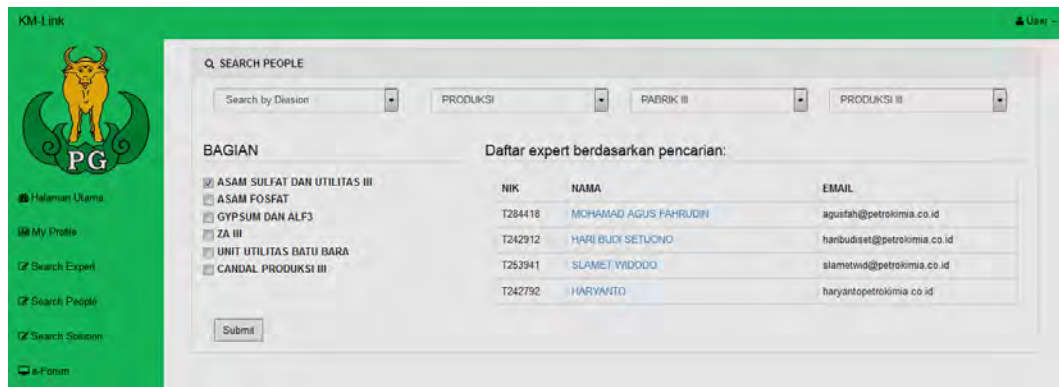 KM-Link
User
PG
Halaman Utama
My Profile
Search Expert
Search People
Search Solution
e-Forum
SEARCH PEOPLE
Search by Division PRODUKSI PABRIK III PRODUKSI III
BAGIAN
ASAM SULFAT DAN UTILITAS III
ASAM FOSFAT
GYPSUM DAN ALF3
ZA III
UNIT UTILITAS BATU BARA
CANDAL PRODUKSI III
Submit
Daftar expert berdasarkan pencarian:
NIK NAMA EMAIL
T284418 MOHAMAD AGUS FAHRUDIN agusfah@petrokimia.co.id
T242912 HARI BUDI SETIJONO haribudiset@petrokimia.co.id
T253941 SLAMET WIDODO slametwid@petrokimia.co.id
T242792 HARYANTO haryantopetrokimia.co.id